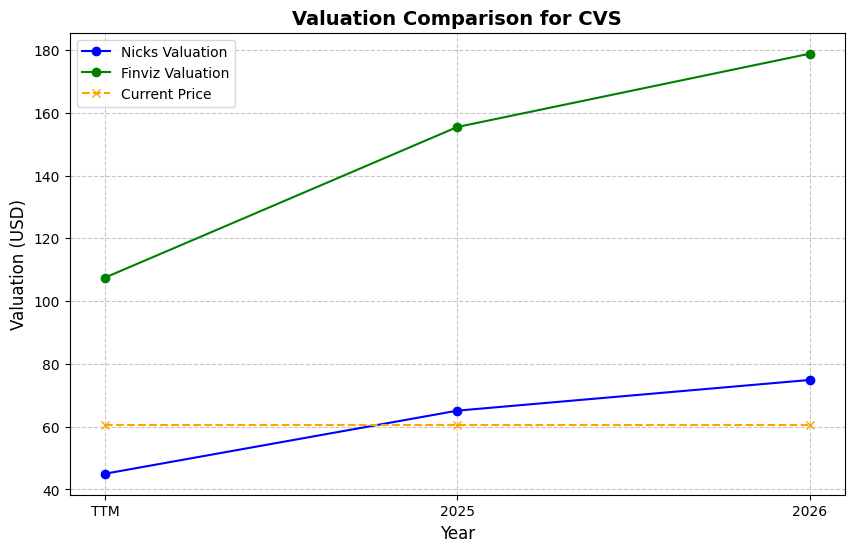 Valuation Comparison for CVS
Nicks Valuation
Finviz Valuation
Current Price
Valuation (USD)
180
160
140
120
100
80
60
40
TTM
2025
2026
Year